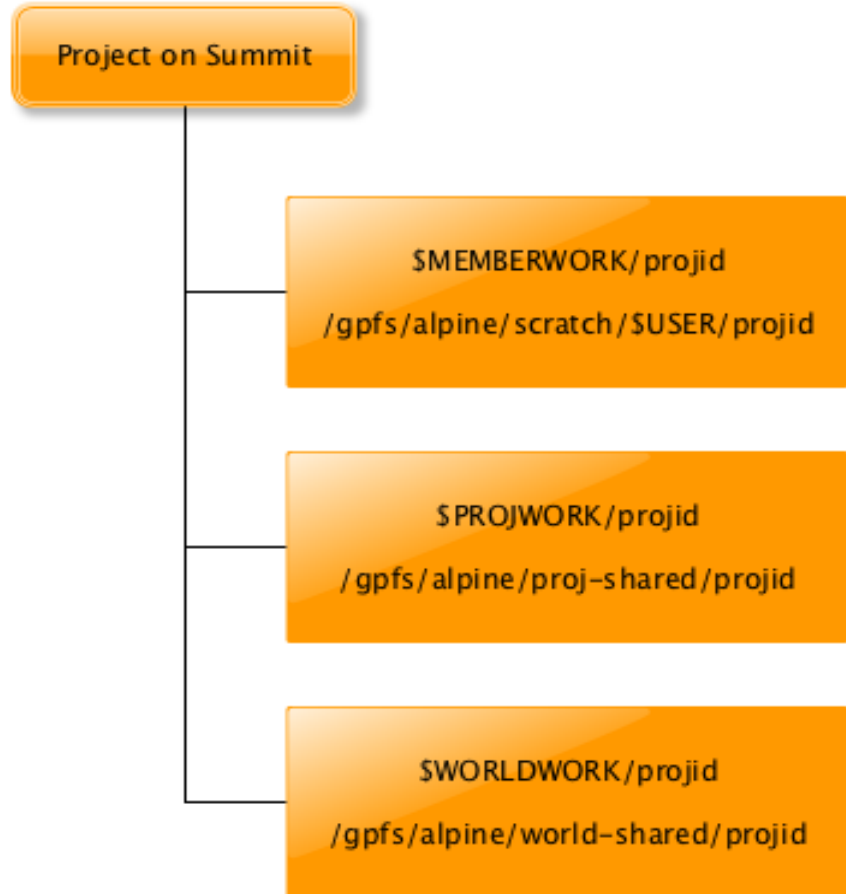 Project on Summit
$MEMBERWORK/projid
/gpfs/alpine/scratch/$USER/projid
$PROJWORK/projid
/gpfs/alpine/proj-shared/projid
$WORLDWORK/projid
/gpfs/alpine/world-shared/projid